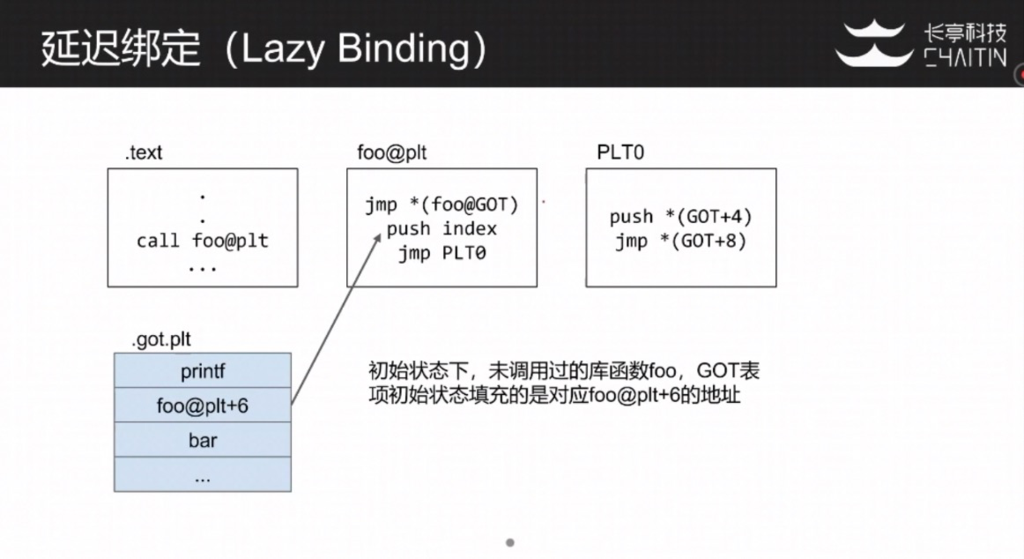 延迟绑定（Lazy Binding）
长亭科技
CHAITIN
.text
.
.
call foo@plt
...
foo@plt
jmp *(foo@GOT)
push index
jmp PLT0
PLT0
push *(GOT+4)
jmp *(GOT+8)
.got.plt
printf
foo@plt+6
bar
...
初始状态下，未调用过的库函数foo，GOT表
项初始状态填充的是对应foo@plt+6的地址